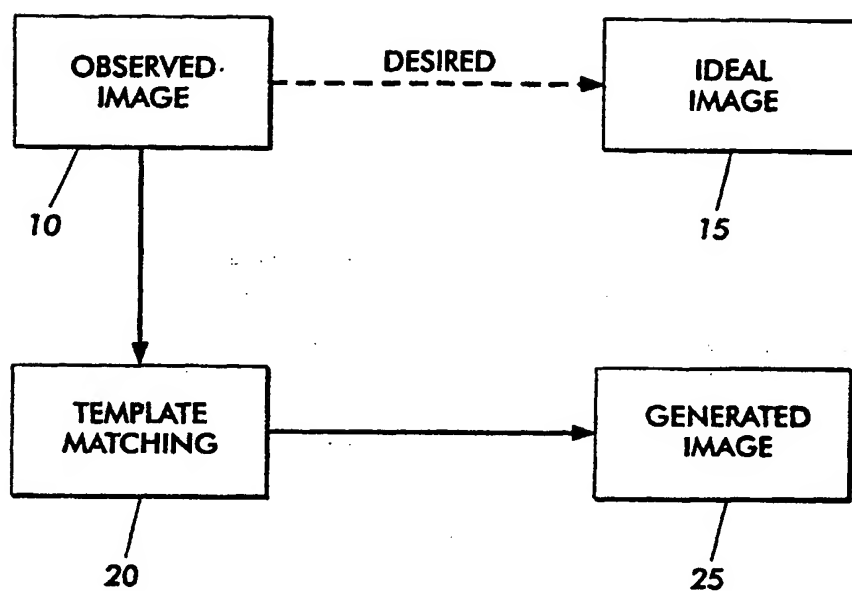 OBSERVED
IMAGE
DESIRED
IDEAL
IMAGE
10
15
TEMPLATE
MATCHING
GENERATED
IMAGE
20
25